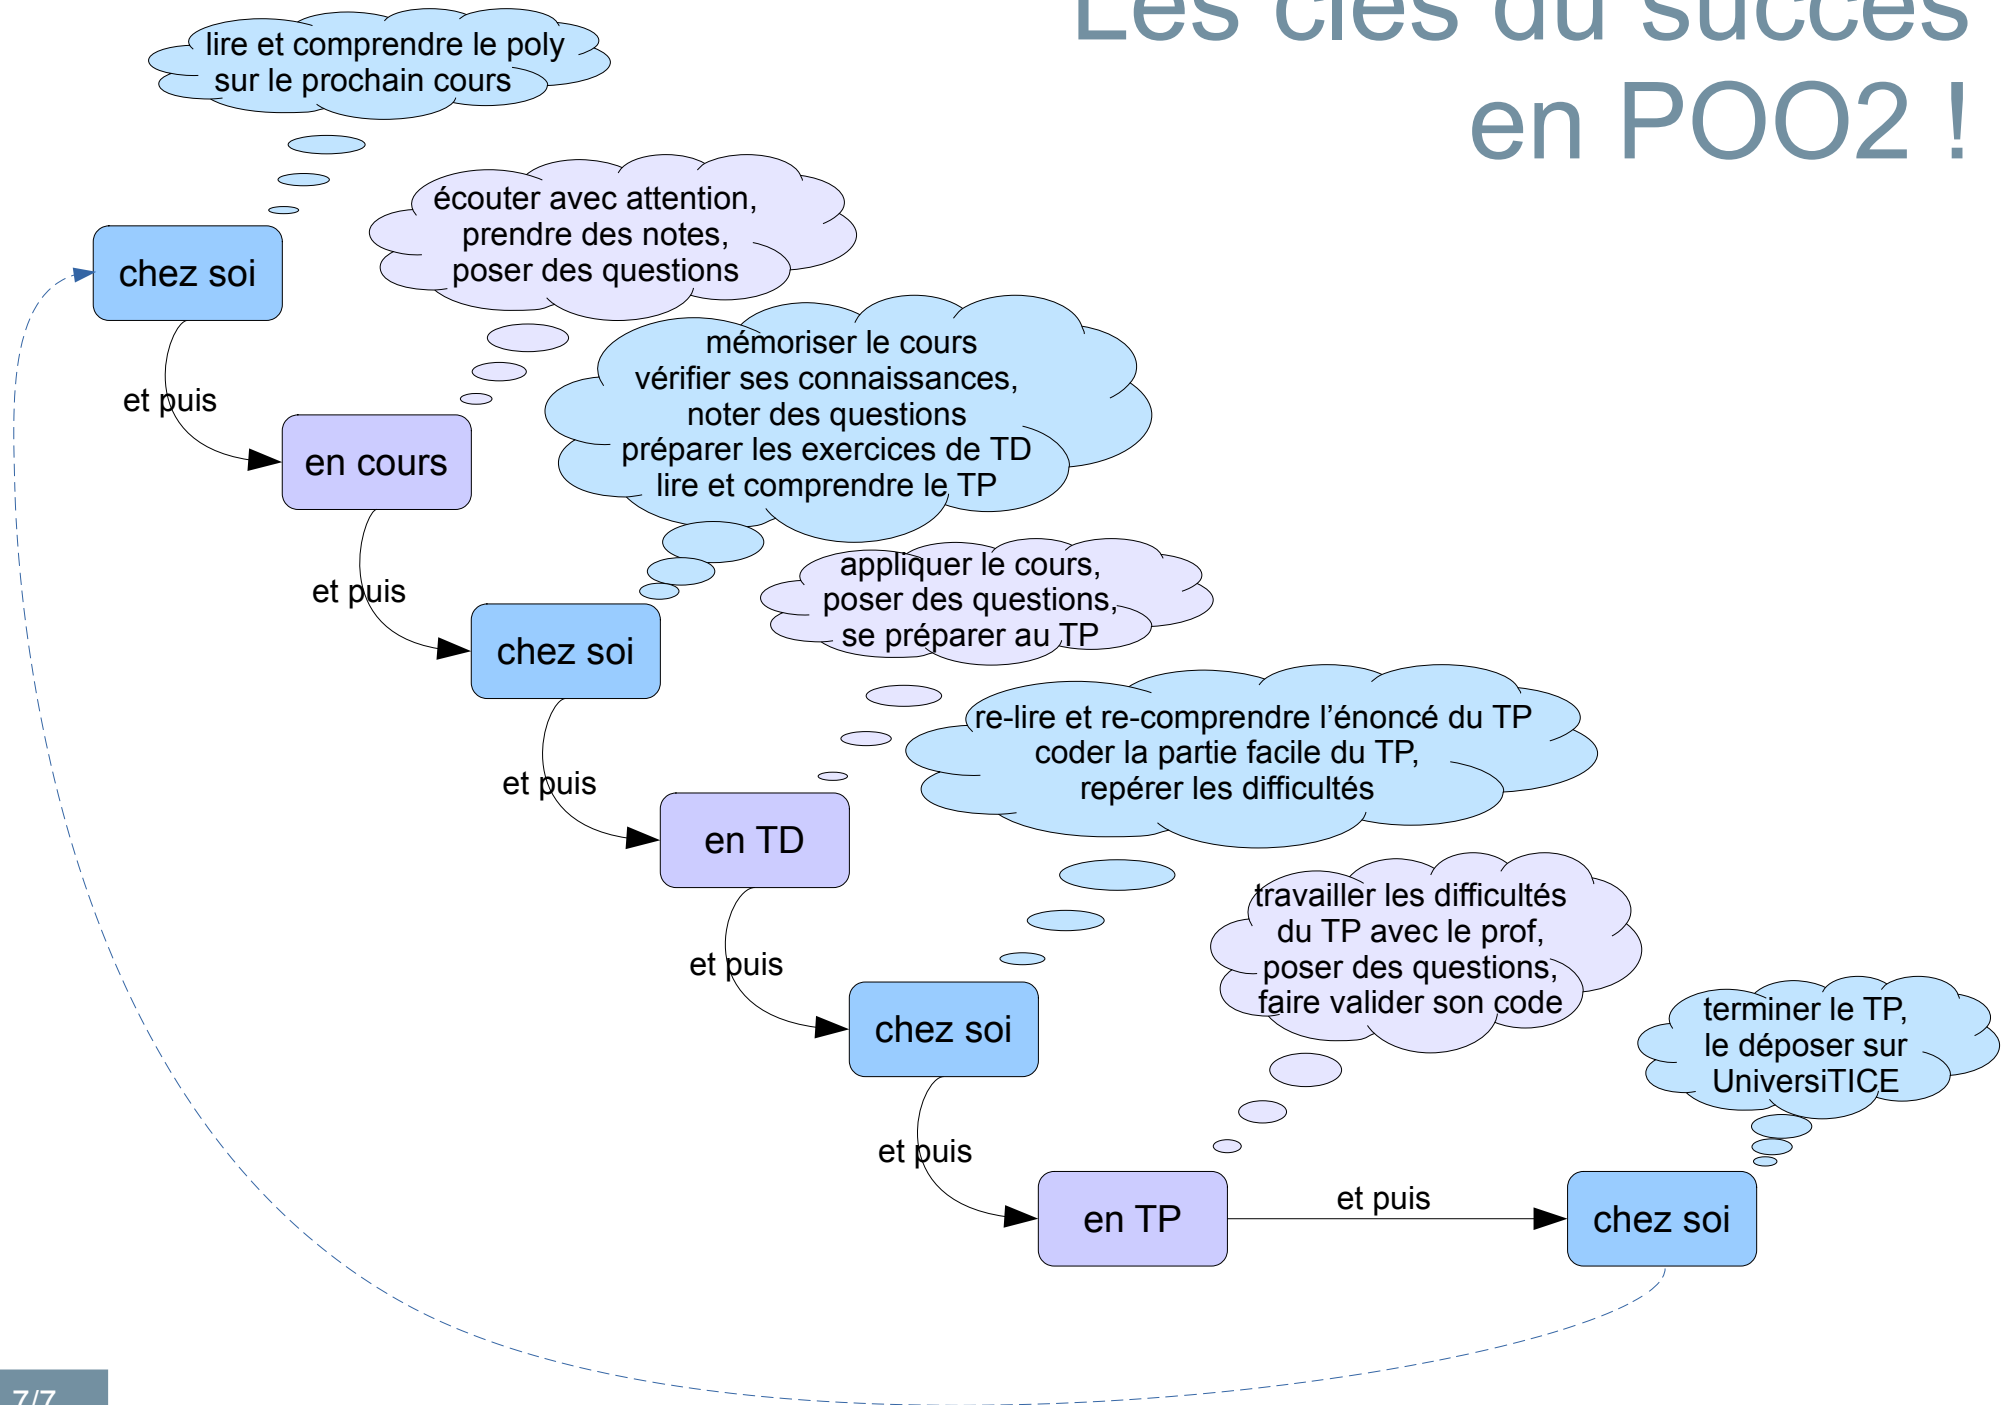 Les clés du succès
en POO2 !
lire et comprendre le poly
sur le prochain cours
chez soi
et puis
écouter avec attention,
prendre des notes,
poser des questions
en cours
et puis
mémoriser le cours
vérifier ses connaissances,
noter des questions
préparer les exercices de TD
lire et comprendre le TP
chez soi
et puis
appliquer le cours,
poser des questions,
se préparer au TP
en TD
et puis
re-lire et re-comprendre l’énoncé du TP
coder la partie facile du TP,
repérer les difficultés
chez soi
et puis
travailler les difficultés
du TP avec le prof,
poser des questions,
faire valider son code
en TP
et puis
terminer le TP,
le déposer sur
UniversiTICE
chez soi
7/7